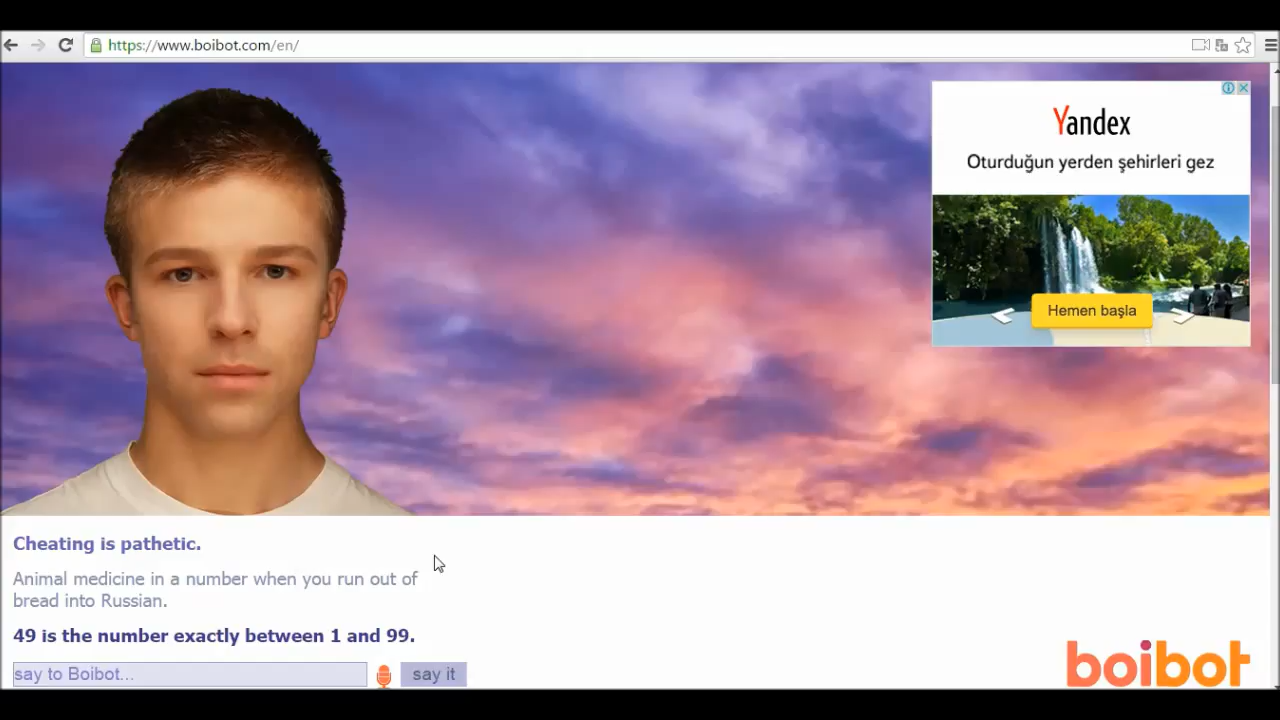 https://www.boibot.com/en/
Yandex
Oturduğun yerden şehirleri gez
Hemen başla
Cheating is pathetic.
Animal medicine in a number when you run out of
bread into Russian.
49 is the number exactly between 1 and 99.
say to Boibot...
say it
boibot